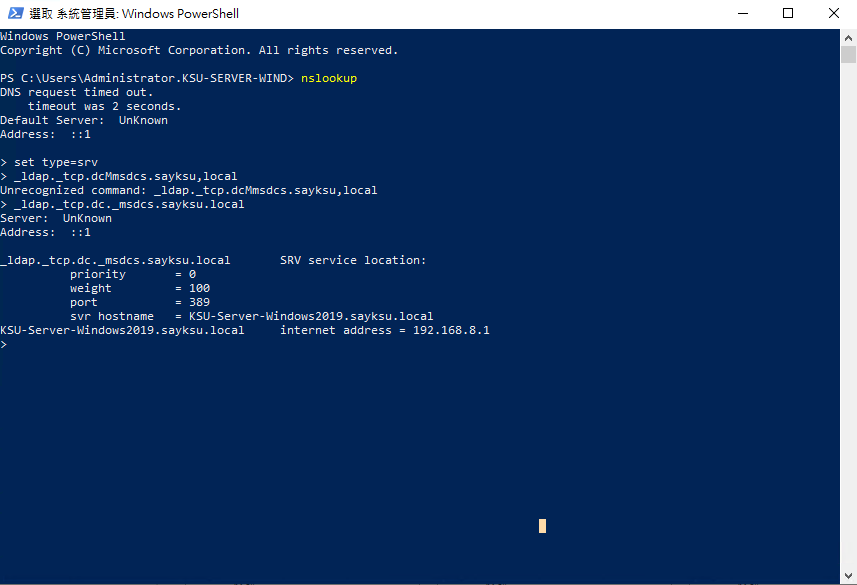 選取 系統管理員: Windows PowerShell
Windows PowerShell
Copyright (C) Microsoft Corporation. All rights reserved.
PS C:\Users\Administrator.KSU-SERVER-WIND> nslookup
DNS request timed out.
    timeout was 2 seconds.
Default Server:  UnKnown
Address:  ::1
> set type=srv
> _ldap._tcp.dcMmsdcs.sayksu,local
Unrecognized command: _ldap._tcp.dcMmsdcs.sayksu,local
> _ldap._tcp.dc._msdcs.sayksu.local
Server:  UnKnown
Address:  ::1
_ldap._tcp.dc._msdcs.sayksu.local       SRV service location:
          priority       = 0
          weight         = 100
          port           = 389
          svr hostname   = KSU-Server-Windows2019.sayksu.local
KSU-Server-Windows2019.sayksu.local     internet address = 192.168.8.1
>